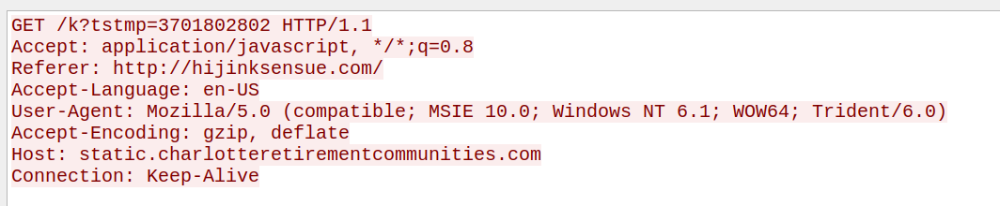 GET /k?tstmp=3701802802 HTTP/1.1
Accept: application/javascript, */*;q=0.8
Referer: http://hijinksensue.com/
Accept-Language: en-US
User-Agent: Mozilla/5.0 (compatible; MSIE 10.0; Windows NT 6.1; WOW64; Trident/6.0)
Accept-Encoding: gzip, deflate
Host: static.charlotteretirementcommunities.com
Connection: Keep-Alive